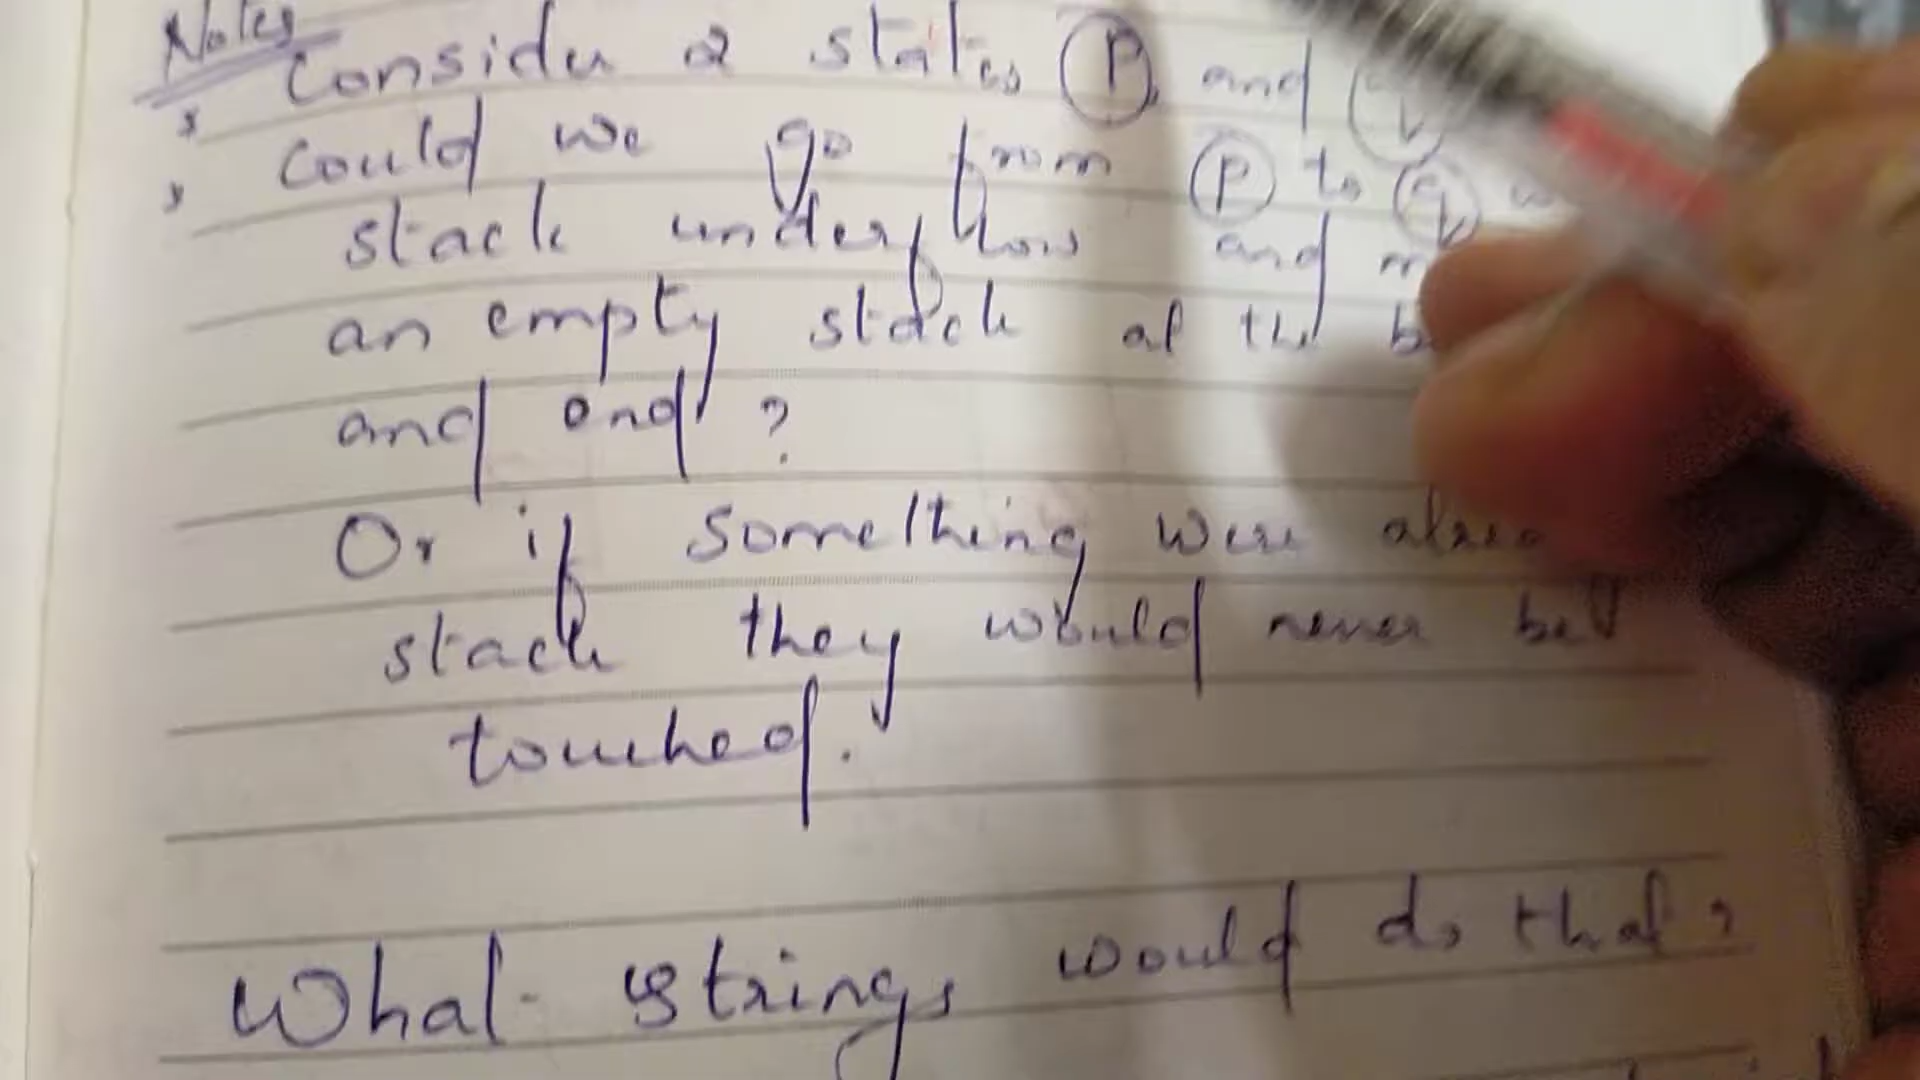 Notes
Consider 2 states P and q
Could we go from P to q
stack underflow and
an empty stack at the
and end?
Or if something were
stack they would never be
touched.
What strings would do that?